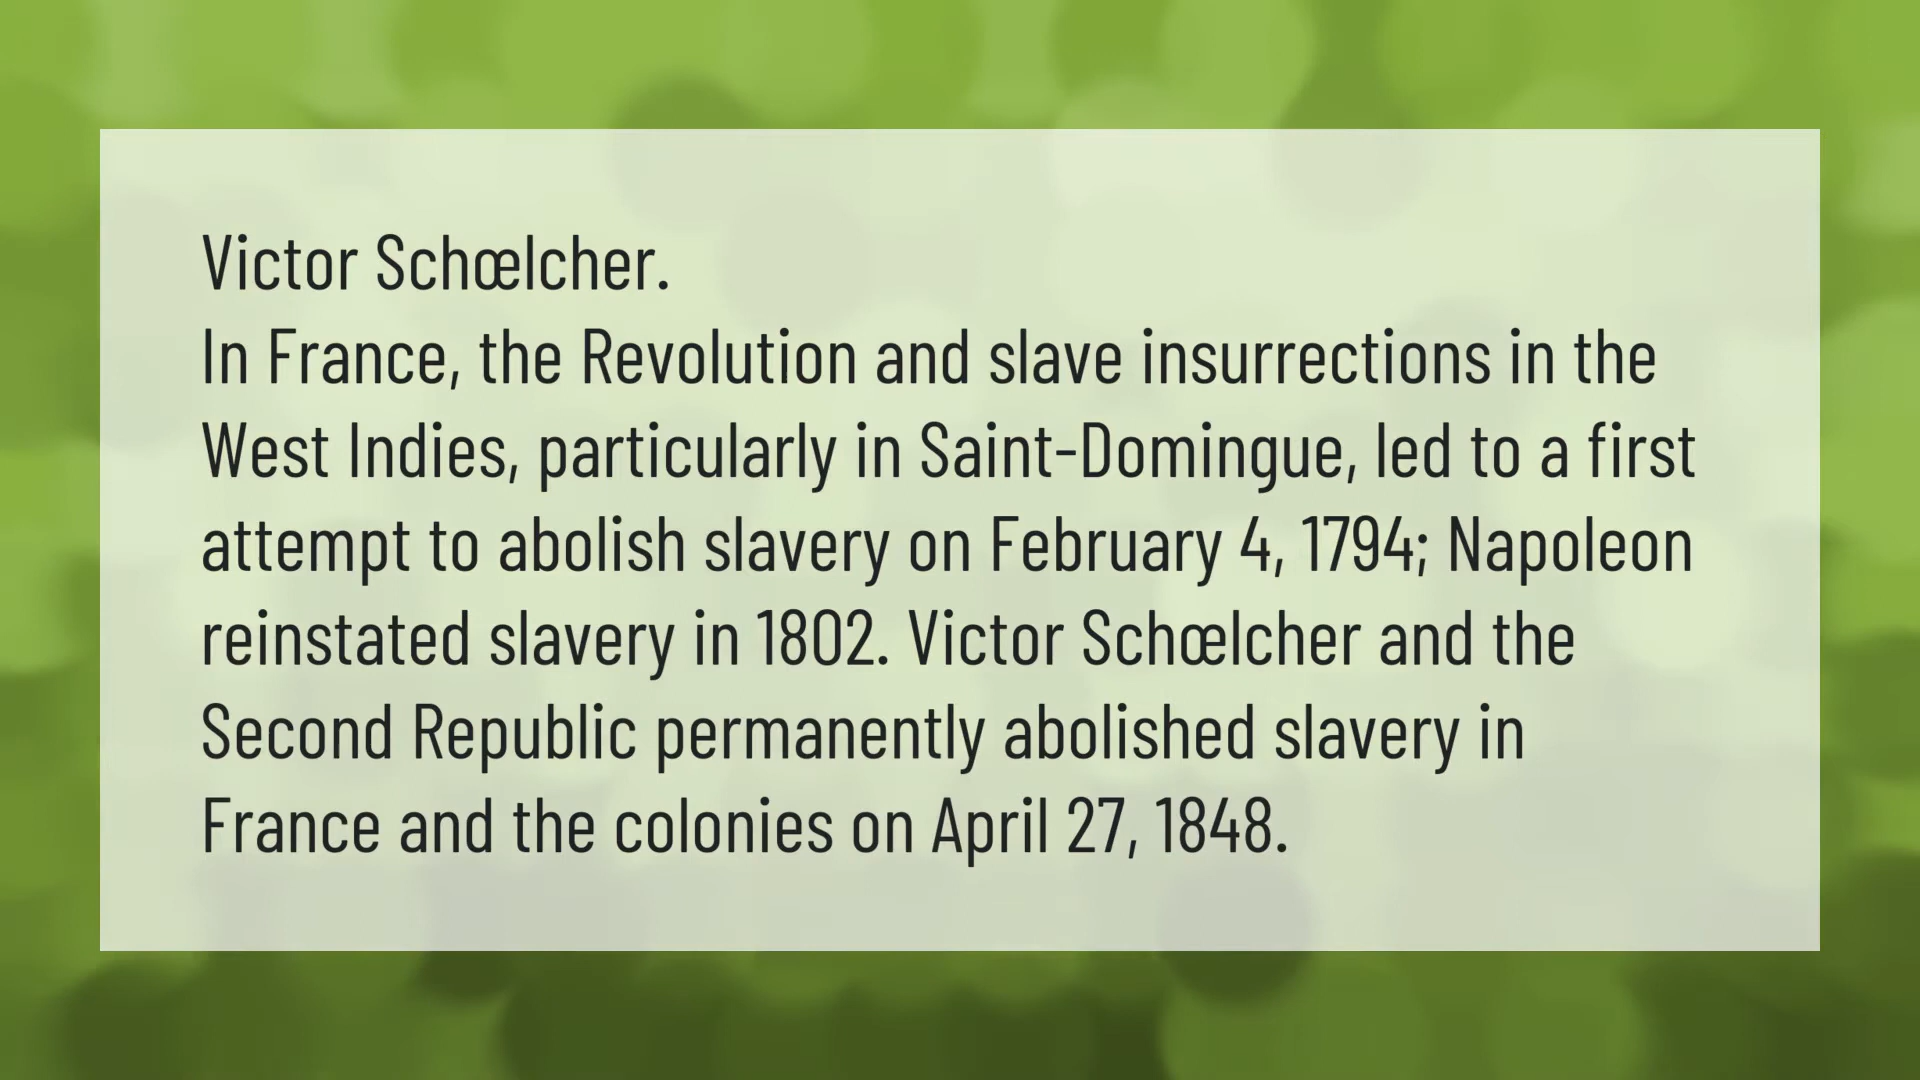 Victor Schœlcher.
In France, the Revolution and slave insurrections in the
West Indies, particularly in Saint-Domingue, led to a first
attempt to abolish slavery on February 4, 1794; Napoleon
reinstated slavery in 1802. Victor Schœlcher and the
Second Republic permanently abolished slavery in
France and the colonies on April 27, 1848.